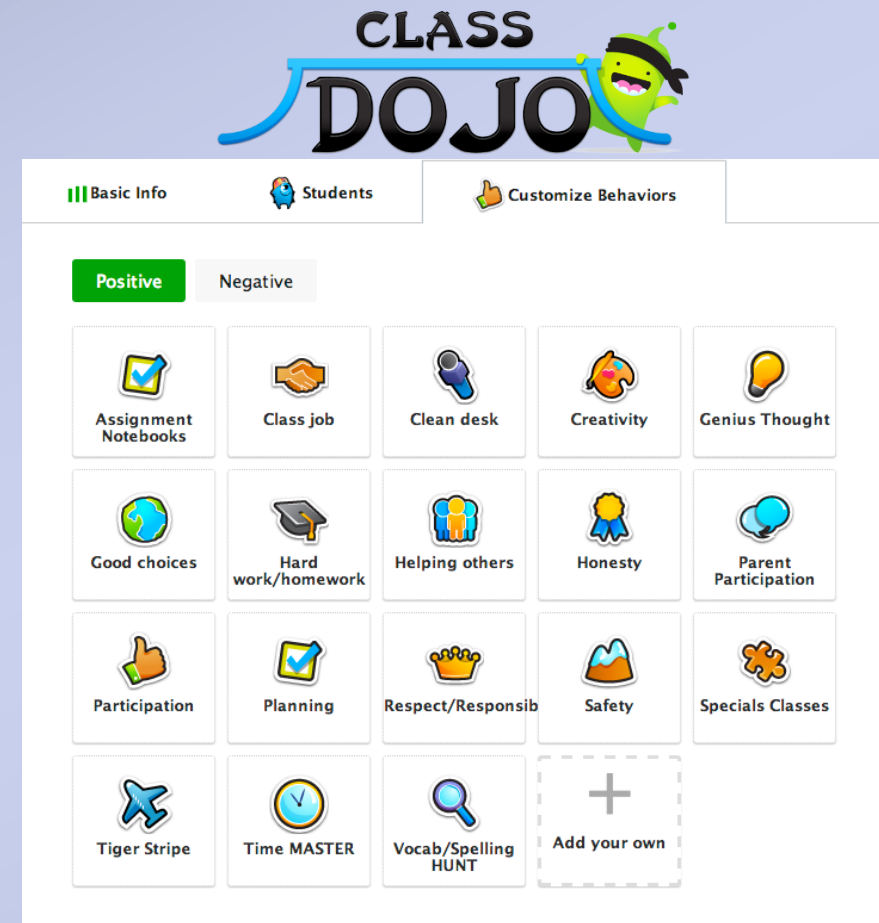 CLASS
DOJO
Basic Info
Students
Customize Behaviors
Positive
Negative
Assignment
Notebooks
Class job
Clean desk
Creativity
Genius Thought
Good choices
Hard
work/homework
Helping others
Honesty
Parent
Participation
Participation
Planning
Respect/Responsib
Safety
Specials Classes
Tiger Stripe
Time MASTER
Vocab/Spelling
HUNT
Add your own